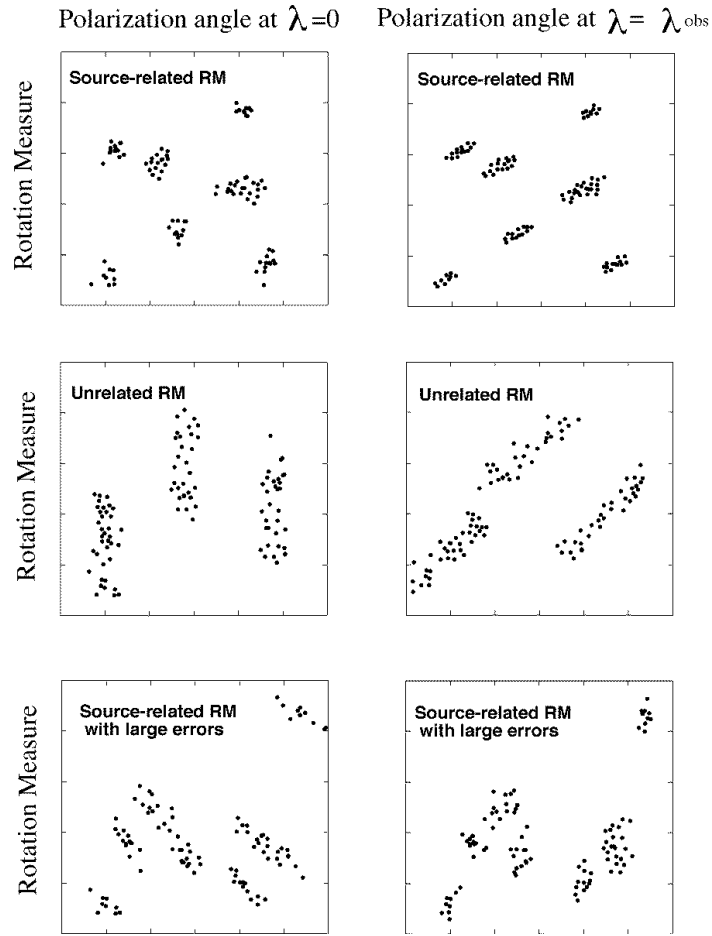 Polarization angle at λ=0
Polarization angle at λ= λobs
Rotation Measure
Source-related RM
Source-related RM
Rotation Measure
Unrelated RM
Unrelated RM
Rotation Measure
Source-related RM
with large errors
Source-related RM
with large errors